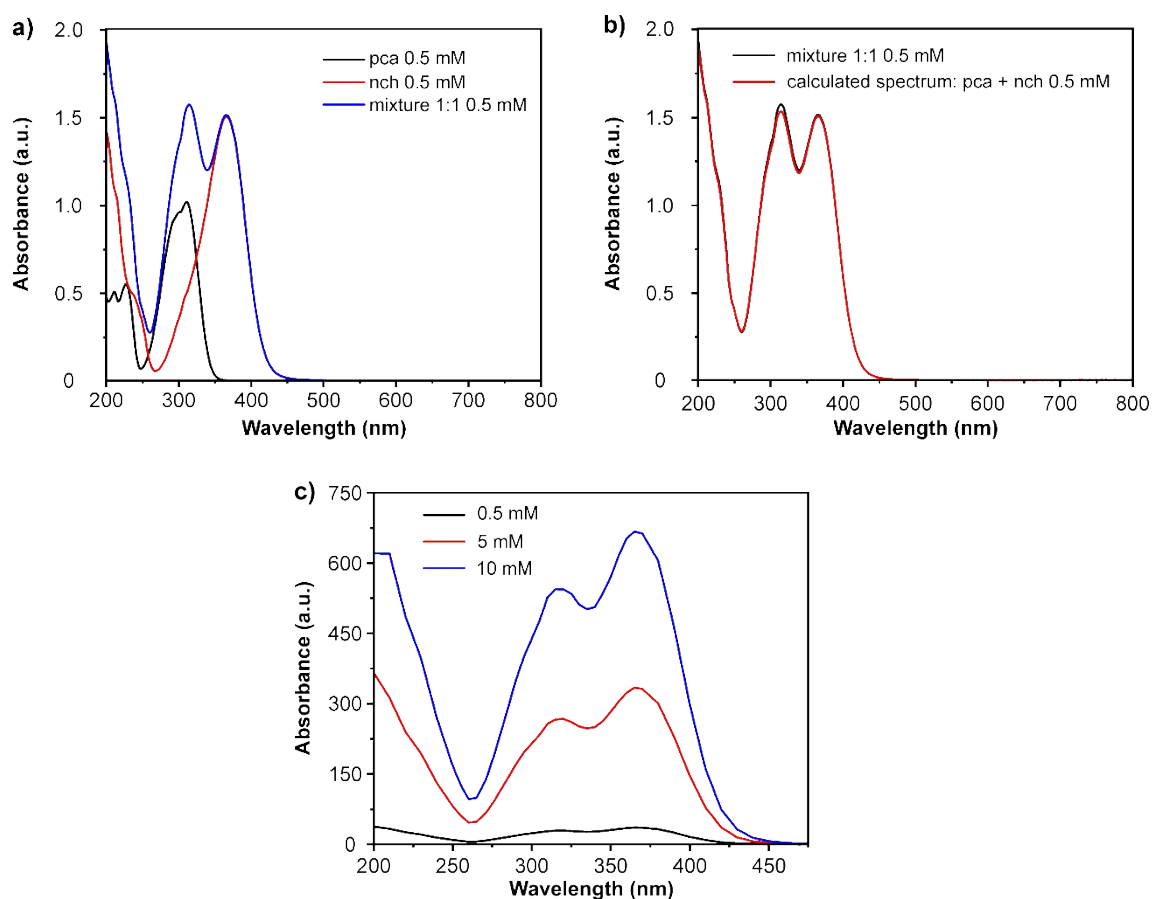 a)
2.0
1.5
1.0
0.5
0
Absorbance (a.u.)
pca 0.5 mM
nch 0.5 mM
mixture 1:1 0.5 mM
200 300 400 500 600 700 800
Wavelength (nm)
b)
2.0
1.5
1.0
0.5
0
Absorbance (a.u.)
mixture 1:1 0.5 mM
calculated spectrum: pca + nch 0.5 mM
200 300 400 500 600 700 800
Wavelength (nm)
c)
750
600
450
300
150
0
Absorbance (a.u.)
0.5 mM
5 mM
10 mM
200 250 300 350 400 450
Wavelength (nm)